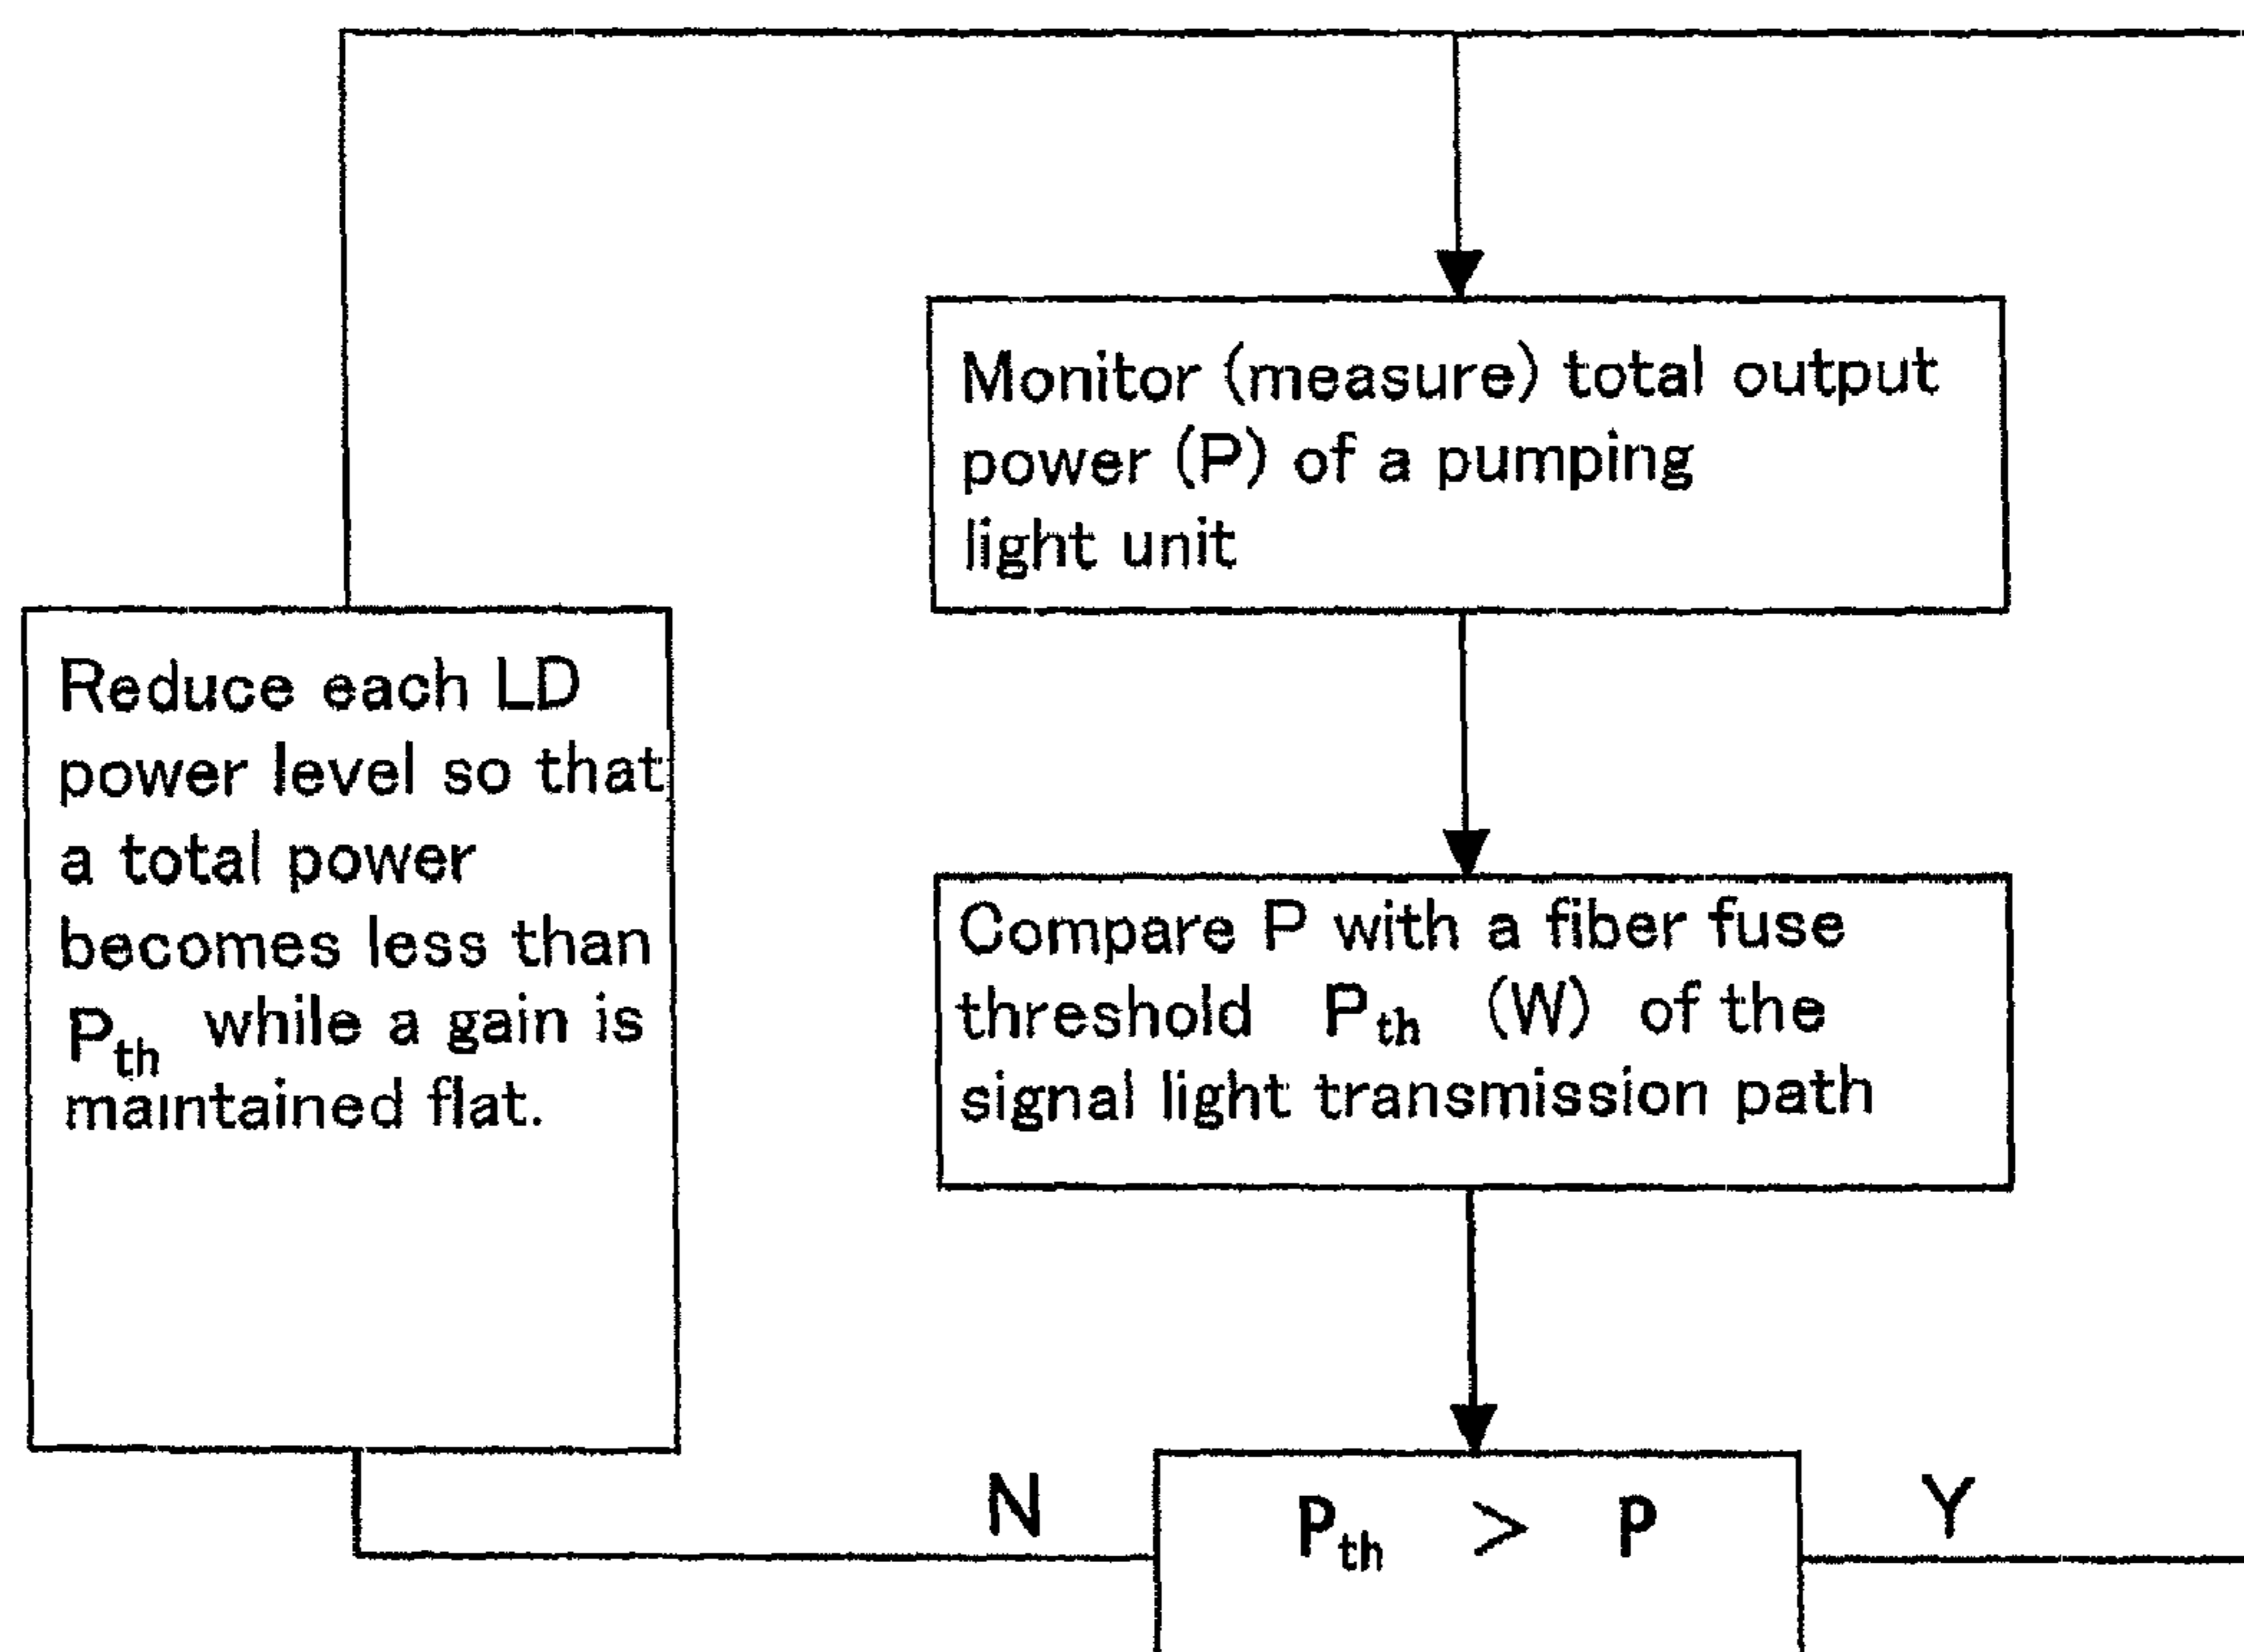 Monitor (measure) total output
power (P) of a pumping
light unit
Reduce each LD
power level so that
a total power
becomes less than
Pth while a gain is
maintained flat.
Compare P with a fiber fuse
threshold Pth (W) of the
signal light transmission path
N
Pth > P
Y